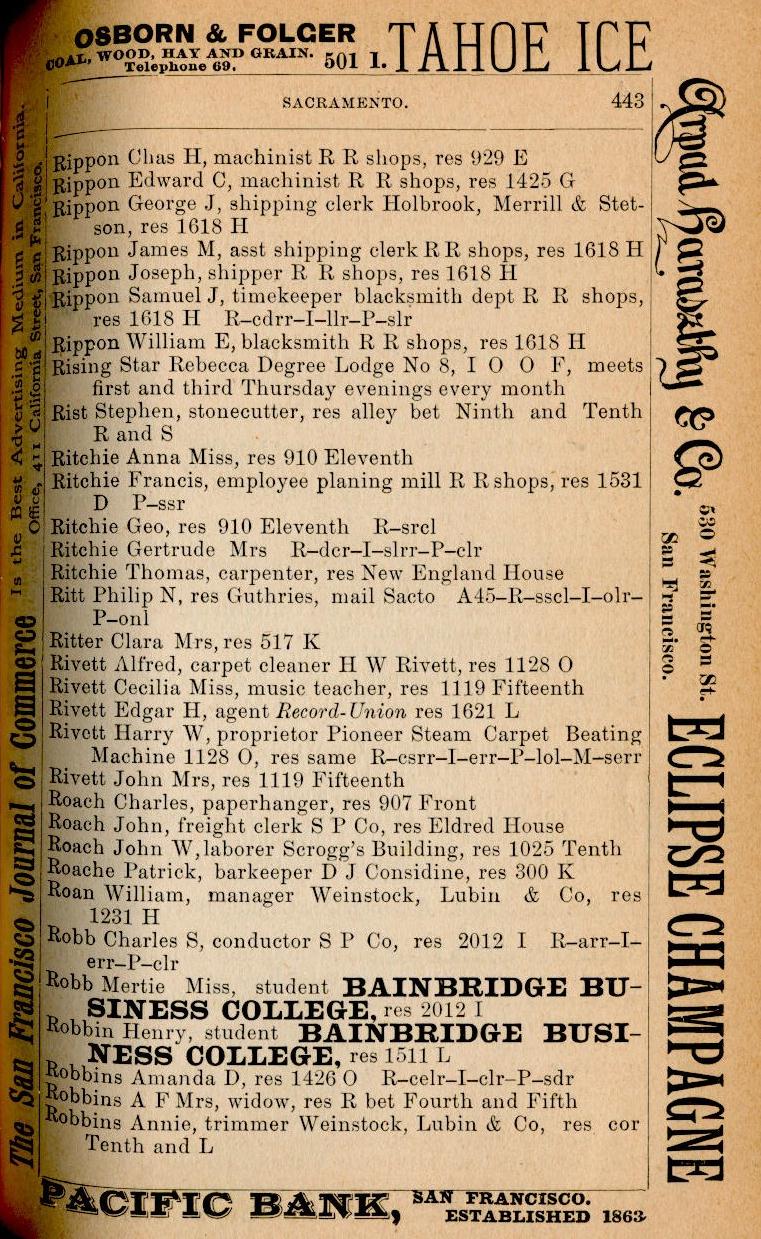 OSBORN & FOLGER
COAL, WOOD, HAY AND GRAIN.
Telephone 69.
501 I.
TAHOE ICE
SACRAMENTO.
443
Rippon Chas H, machinist R R shops, res 929 E
Rippon Edward C, machinist R R shops, res 1425 G
Rippon George J, shipping clerk Holbrook, Merrill & Stet-
son, res 1618 H
Rippon James M, asst shipping clerk R R shops, res 1618 H
Rippon Joseph, shipper R R shops, res 1618 H
Rippon Samuel J, timekeeper blacksmith dept R R shops,
res 1618 H R–cdrr–I–llr–P–slr
Rippon William E, blacksmith R R shops, res 1618 H
Rising Star Rebecca Degree Lodge No 8, I O O F, meets
first and third Thursday evenings every month
Rist Stephen, stonecutter, res alley bet Ninth and Tenth
R and S
Ritchie Anna Miss, res 910 Eleventh
Ritchie Francis, employee planing mill R R shops, res 1531
D P–ssr
Ritchie Geo, res 910 Eleventh R–srcl
Ritchie Gertrude Mrs R–dcr–I–slrr–P–clr
Ritchie Thomas, carpenter, res New England House
Ritt Philip N, res Guthries, mail Sacto A45–R–sscl–I–olr–
P–onl
Ritter Clara Mrs, res 517 K
Rivett Alfred, carpet cleaner H W Rivett, res 1128 O
Rivett Cecilia Miss, music teacher, res 1119 Fifteenth
Rivett Edgar H, agent Record-Union res 1621 L
Rivett Harry W, proprietor Pioneer Steam Carpet Beating
Machine 1128 O, res same R–csrr–I–err–P–lol–M–serr
Rivett John Mrs, res 1119 Fifteenth
Roach Charles, paperhanger, res 907 Front
Roach John, freight clerk S P Co, res Eldred House
Roach John W, laborer Scrogg's Building, res 1025 Tenth
Roache Patrick, barkeeper D J Considine, res 300 K
Roan William, manager Weinstock, Lubin & Co, res
1231 H
Robb Charles S, conductor S P Co, res 2012 I R–arr–I–
err–P–clr
Robb Mertie Miss, student BAINBRIDGE BU-
SINESS COLLEGE, res 2012 I
Robbin Henry, student BAINBRIDGE BUSI-
NESS COLLEGE, res 1511 L
Robbins Amanda D, res 1426 O R–celr–I–clr–P–sdr
Robbins A F Mrs, widow, res R bet Fourth and Fifth
Robbins Annie, trimmer Weinstock, Lubin & Co, res cor
Tenth and L
PACIFIC BANK, SAN FRANCISCO.
ESTABLISHED 1863.
The San Francisco Journal of Commerce Is the Best Advertising Medium in California.
Office, 411 California Street, San Francisco.
Arpad Haraszthy & Co. 530 Washington St.
San Francisco.
ECLIPSE CHAMPAGNE